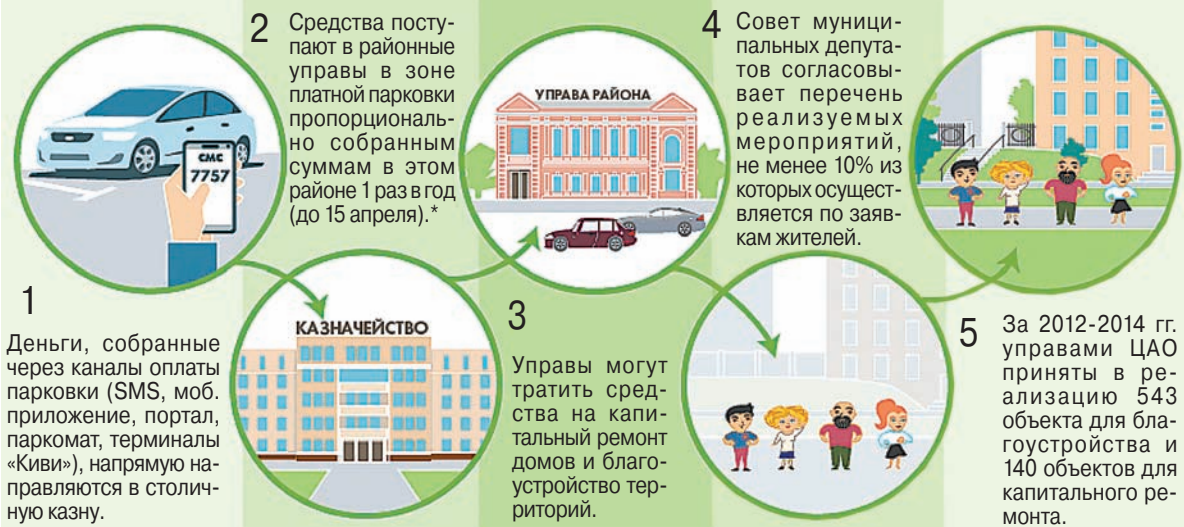 1
Деньги, собранные
через каналы оплаты
парковки (SMS, моб.
приложение, портал,
паркомат, терминалы
«Киви»), напрямую на-
правляются в столич-
ную казну.
СМС
7757
КАЗНАЧЕЙСТВО
2
Средства посту-
пают в районные
управы в зоне
платной парковки
пропорциональ-
но собранным
суммам в этом
районе 1 раз в год
(до 15 апреля).*
УПРАВА РАЙОНА
3
Управы могут
тратить сред-
ства на капи-
тальный ремонт
домов и благо-
устройство тер-
риторий.
4
Совет муници-
пальных депута-
тов согласовы-
вает перечень
реализуемых
мероприятий,
не менее 10% из
которых осущест-
вляется по заяв-
кам жителей.
5
За 2012-2014 гг.
управами ЦАО
приняты в ре-
ализацию 543
объекта для бла-
гоустройства и
140 объектов для
капитального ре-
монта.